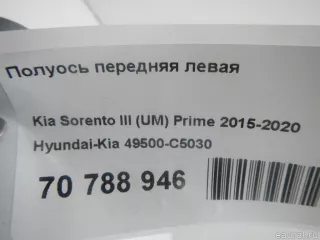 Полуось передняя левая
Kia Sorento III (UM) Prime 2015-2020
Hyundai-Kia 49500-C5030
70 788 946